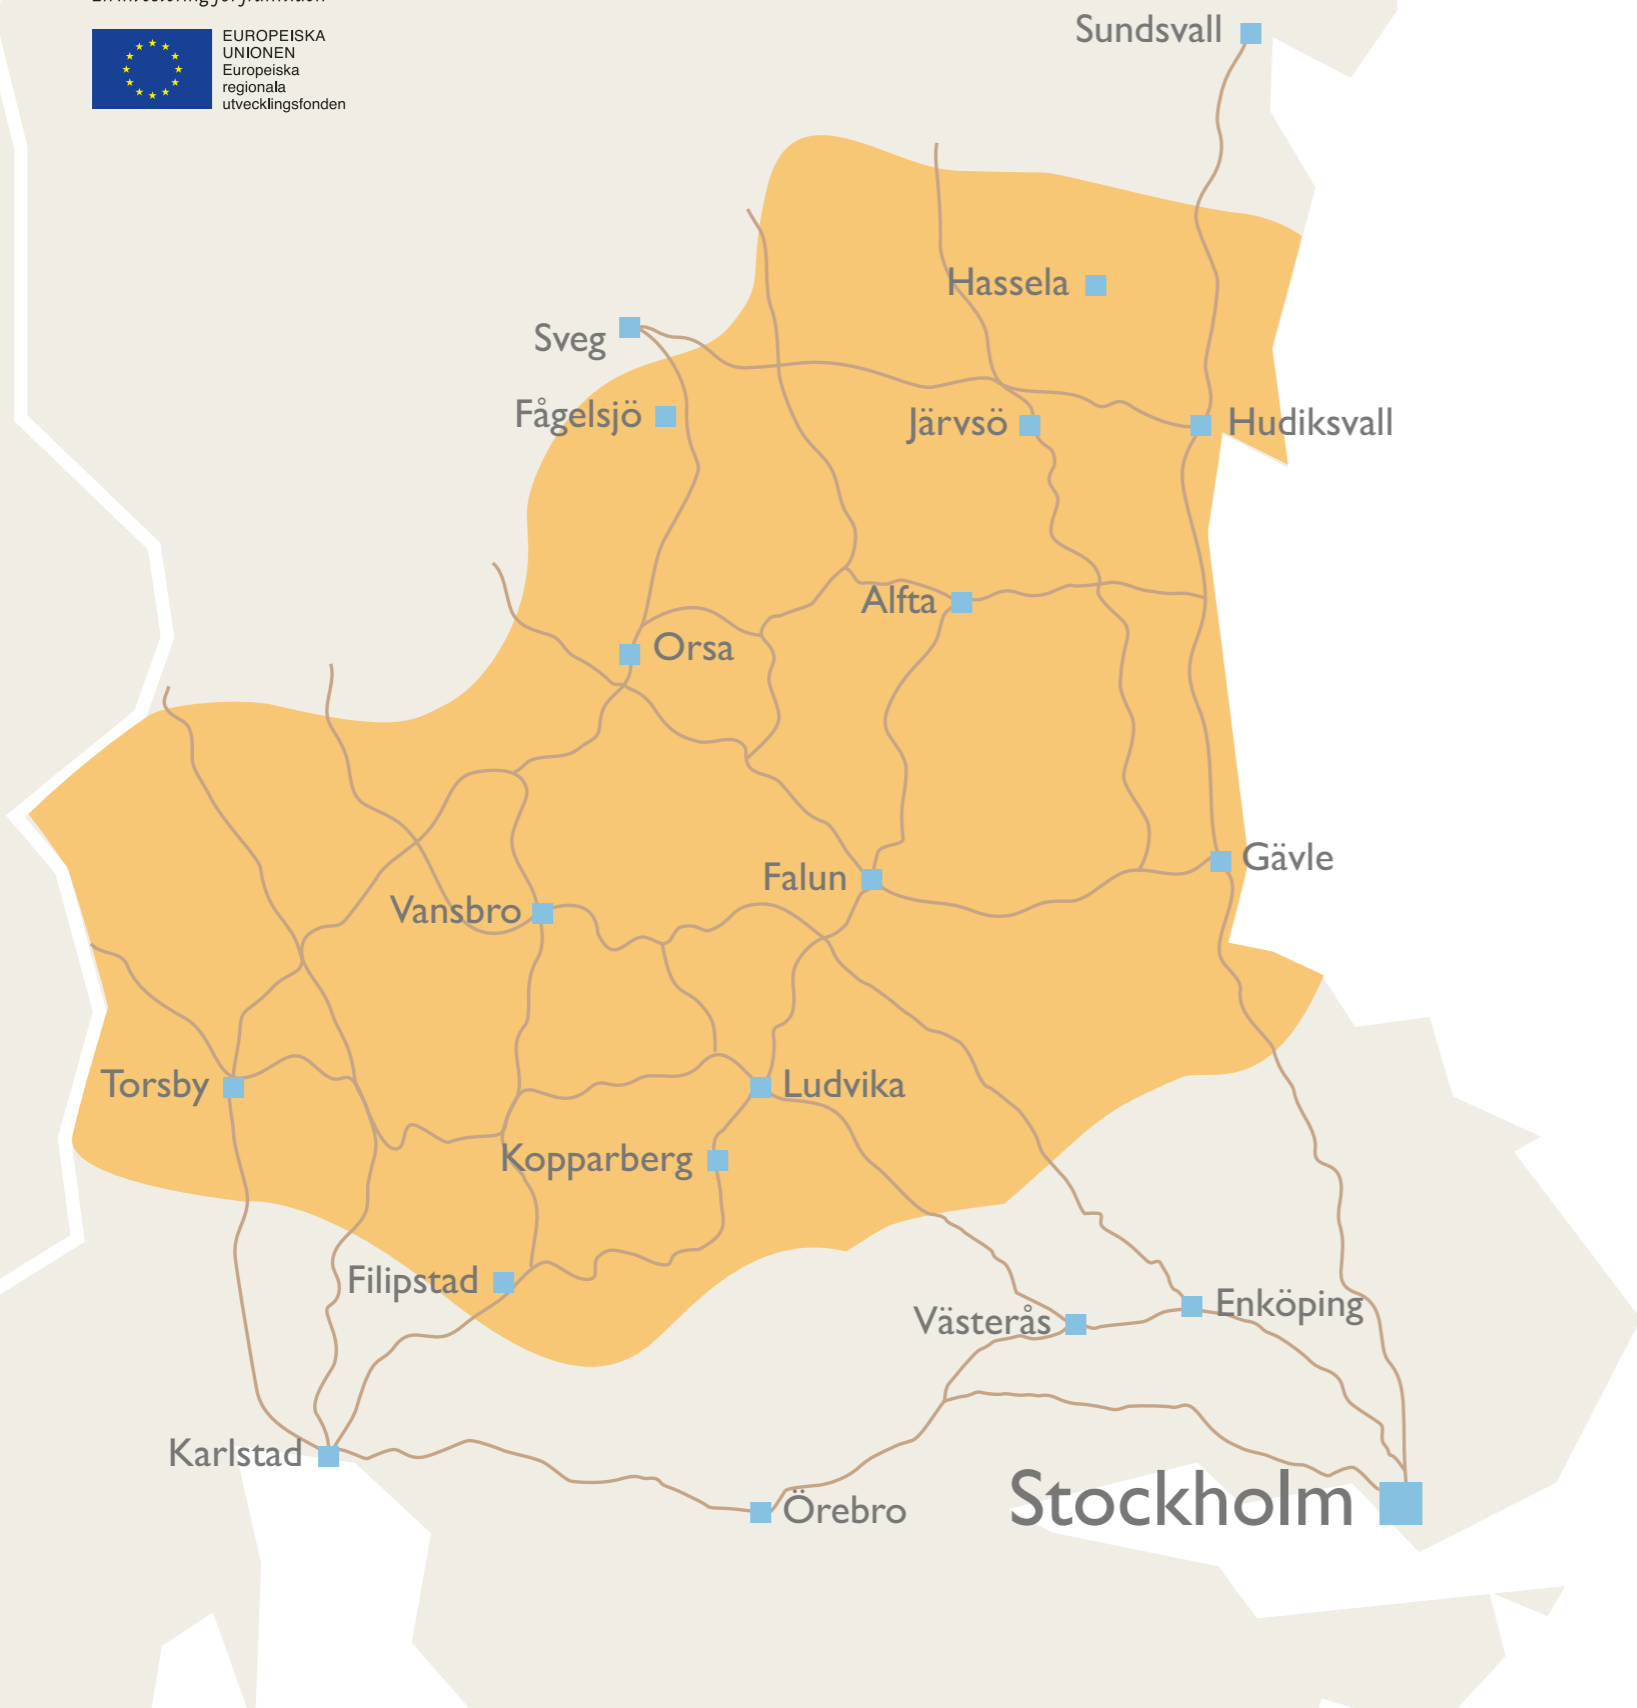 EUROPEISKA
UNIONEN
Europeiska
regionala
utvecklingsfonden
Sundsvall
Hassela
Sveg
Fågelsjö
Järvsö
Hudiksvall
Alfta
Orsa
Gävle
Falun
Vansbro
Torsby
Ludvika
Kopparberg
Filipstad
Enköping
Västerås
Karlstad
Stockholm
Örebro